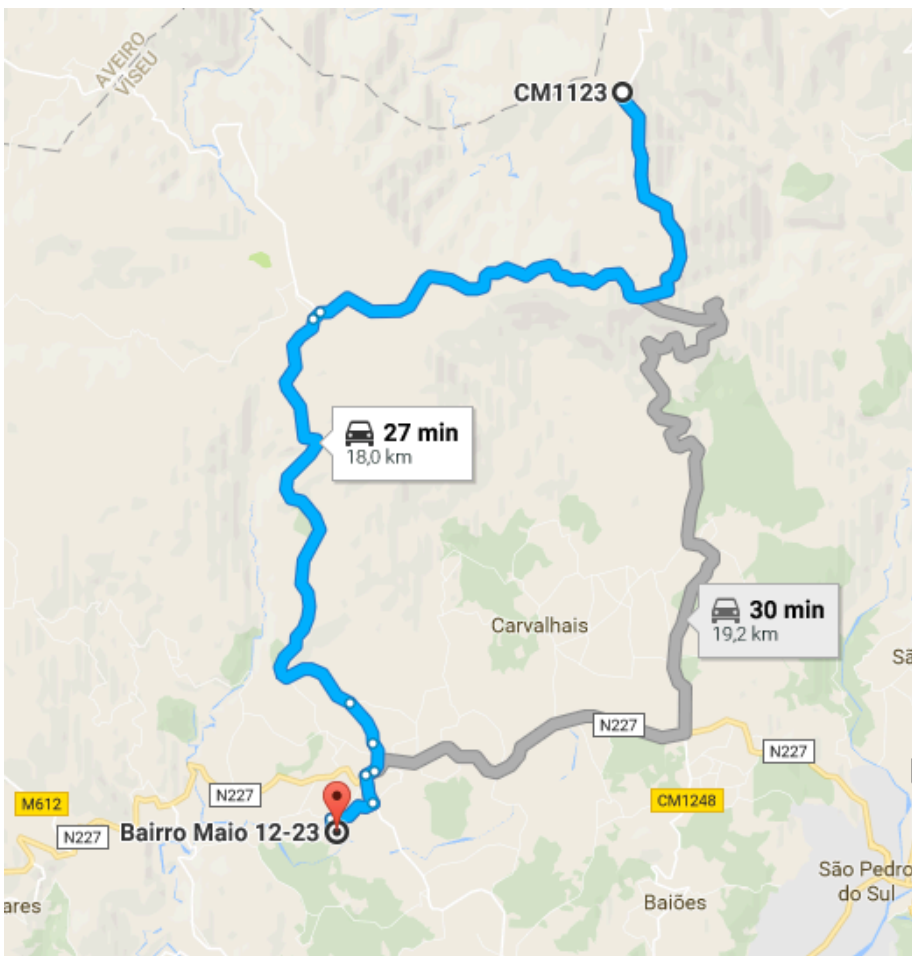 AVEIRO
VISEU
CM1123
27 min
18,0 km
30 min
19,2 km
Carvalhais
Sã
N227
N227
N227
M612
N227
CM1248
Bairro Maio 12-23
São Pedro
do Sul
Baiões
ares